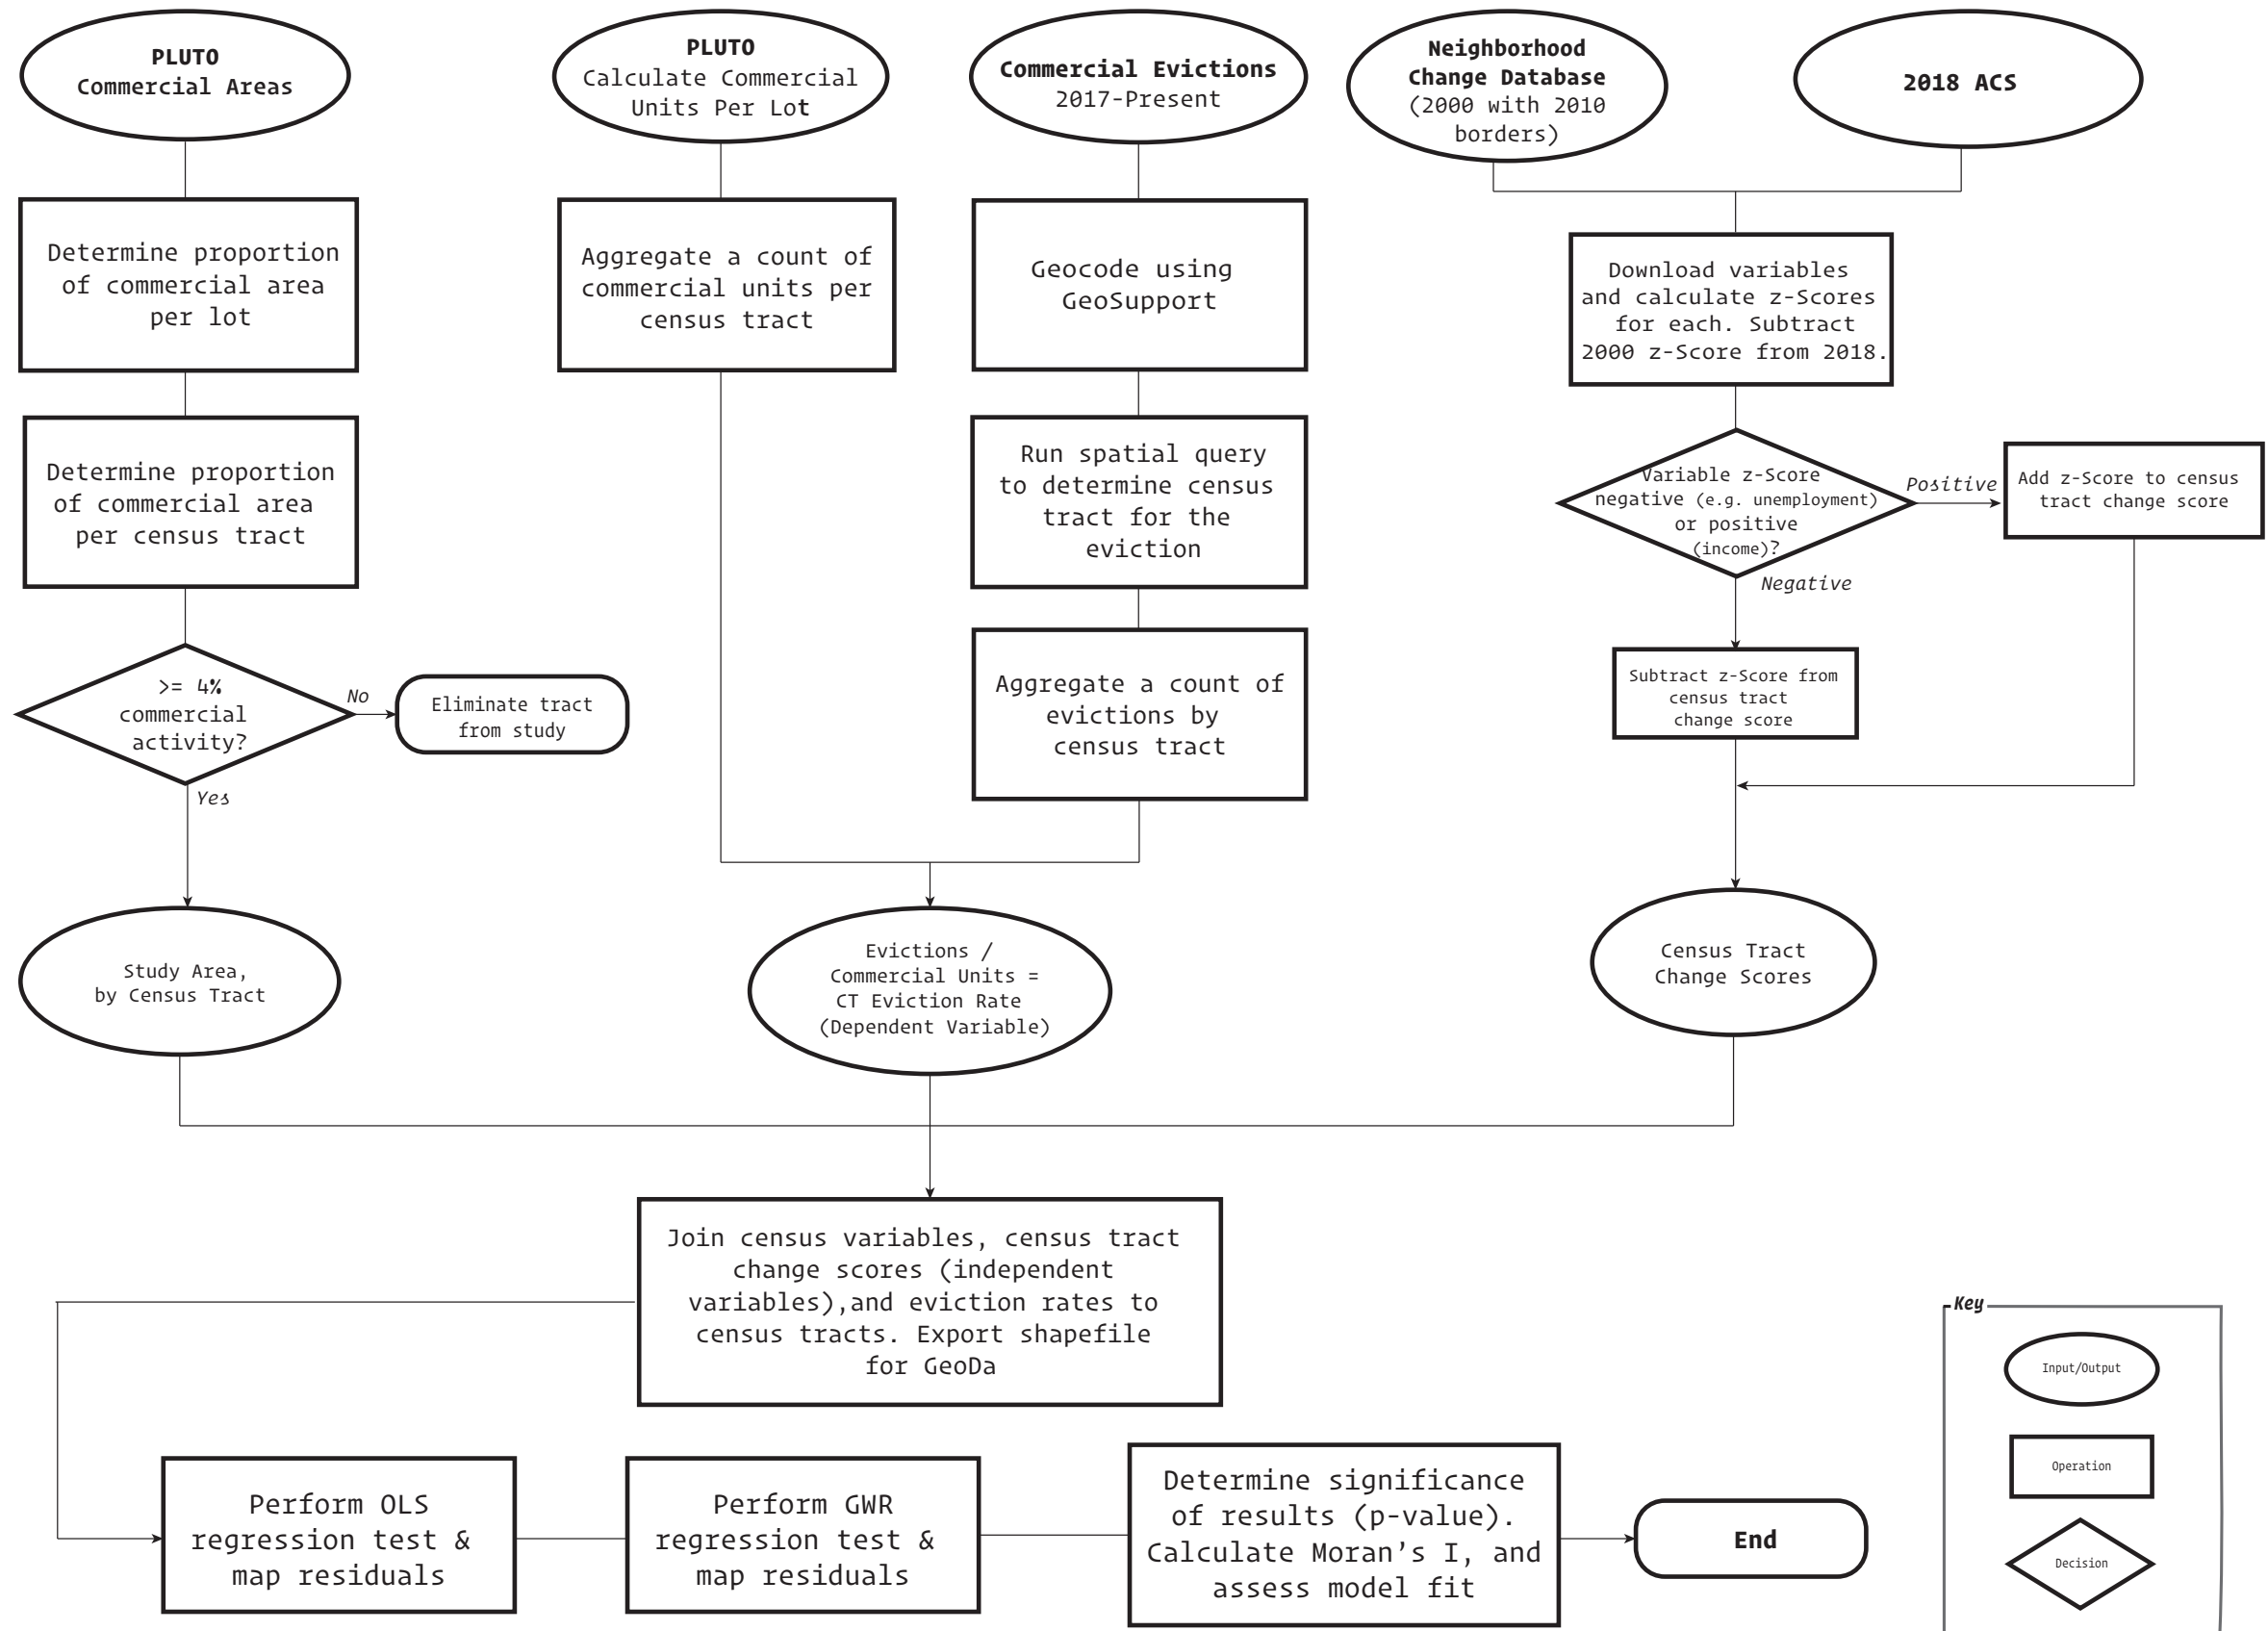 PLUTO
Commercial Areas
PLUTO
Calculate Commercial
Units Per Lot
Commercial Evictions
2017-Present
Neighborhood
Change Database
(2000 with 2010
borders)
2018 ACS
Determine proportion
of commercial area
per lot
Aggregate a count of
commercial units per
census tract
Geocode using
GeoSupport
Download variables
and calculate z-Scores
for each. Subtract
2000 z-Score from 2018.
Determine proportion
of commercial area
per census tract
Run spatial query
to determine census
tract for the
eviction
Variable z-Score
negative (e.g. unemployment)
or positive
(income)?
Positive
Add z-Score to census
tract change score
Negative
>= 4%
commercial
activity?
No
Eliminate tract
from study
Yes
Aggregate a count of
evictions by
census tract
Subtract z-Score from
census tract
change score
Study Area,
by Census Tract
Evictions /
Commercial Units =
CT Eviction Rate
(Dependent Variable)
Census Tract
Change Scores
Join census variables, census tract
change scores (independent
variables),and eviction rates to
census tracts. Export shapefile
for GeoDa
Perform OLS
regression test &
map residuals
Perform GWR
regression test &
map residuals
Determine significance
of results (p-value).
Calculate Moran's I, and
assess model fit
End
Key
Input/Output
Operation
Decision